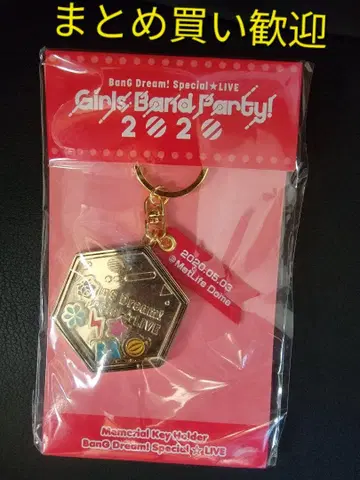 まとめ買い歓迎
BanG Dream! Special★LIVE
Girls Band Party!
2020
2020.05.03
@MetLife Dome
Memorial Key Holder
BanG Dream! Special☆LIVE